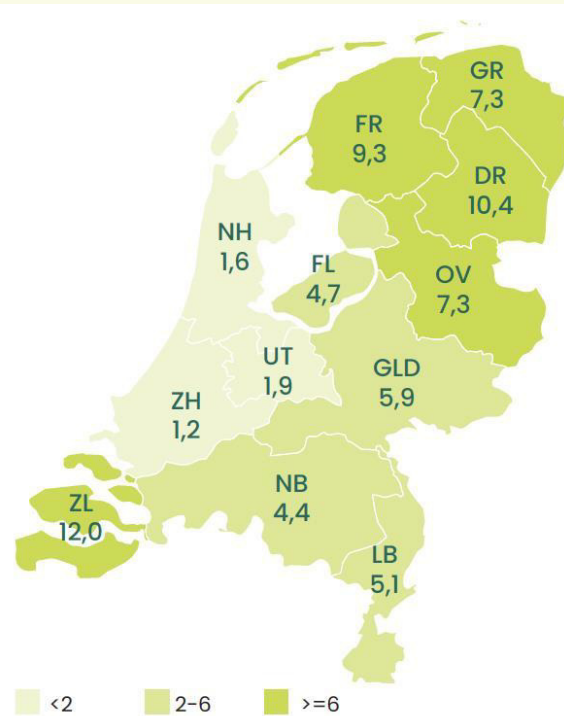 GR
7,3
FR
9,3
DR
10,4
NH
1,6
FL
4,7
OV
7,3
UT
1,9
GLD
5,9
ZH
1,2
NB
4,4
ZL
12,0
LB
5,1
<2 2-6 >=6